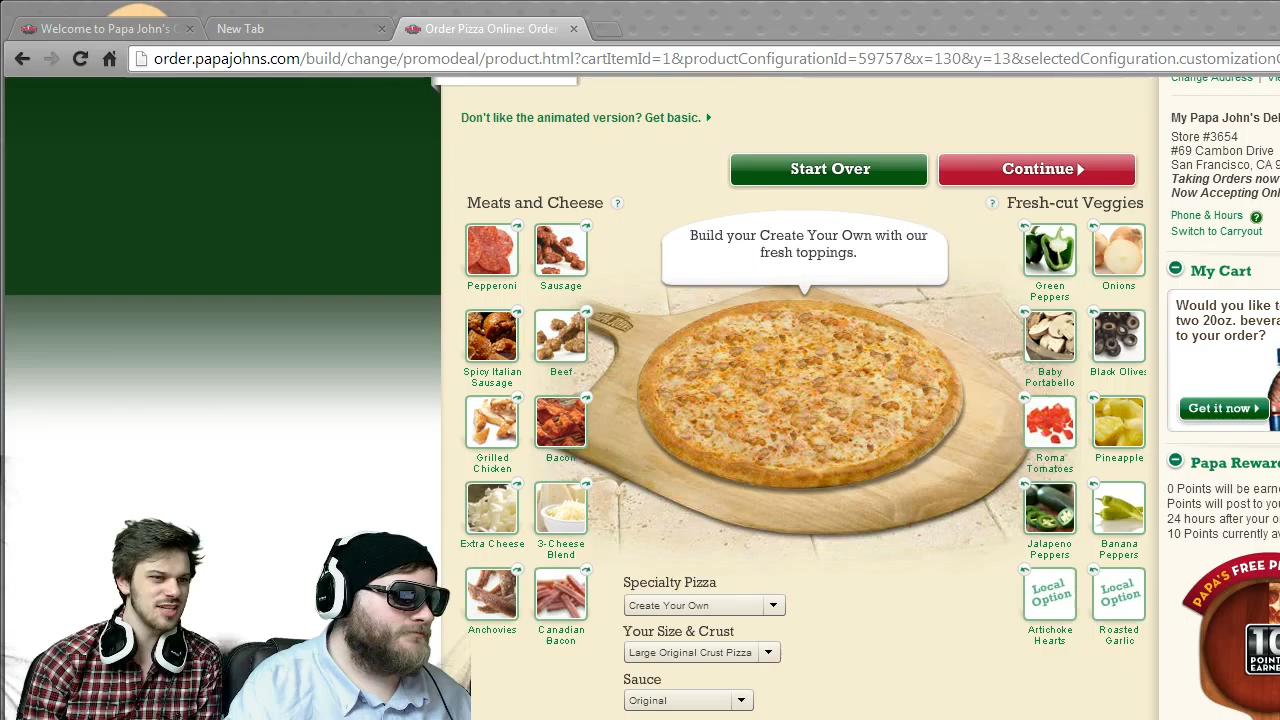 Welcome to Papa John's
New Tab
Order Pizza Online: Order
order.papajohns.com/build/change/promodeal/product.html?cartItemId=1&productConfigurationId=59757&x=130&y=13&selectedConfiguration.customization
Don't like the animated version? Get basic.
Start Over
Continue
Meats and Cheese ?
? Fresh-cut Veggies
Build your Create Your Own with our
fresh toppings.
Pepperoni
Sausage
Spicy Italian
Sausage
Beef
Grilled
Chicken
Bacon
Extra Cheese
3-Cheese
Blend
Anchovies
Canadian
Bacon
Green
Peppers
Onions
Baby
Portabello
Black Olives
Roma
Tomatoes
Pineapple
Jalapeno
Peppers
Banana
Peppers
Local
Option
Local
Option
Artichoke
Hearts
Roasted
Garlic
Specialty Pizza
Create Your Own
Your Size & Crust
Large Original Crust Pizza
Sauce
Original
Change Address
My Papa John's Del
Store #3654
#69 Cambon Drive
San Francisco, CA 9
Taking Orders now
Now Accepting Onl
Phone & Hours ?
Switch to Carryout
My Cart
Would you like t
two 20oz. bevera
to your order?
Get it now
Papa Rewar
0 Points will be earne
Points will post to you
24 hours after your o
10 Points currently av
PAPA'S FREE P
10
POINT
EARNE